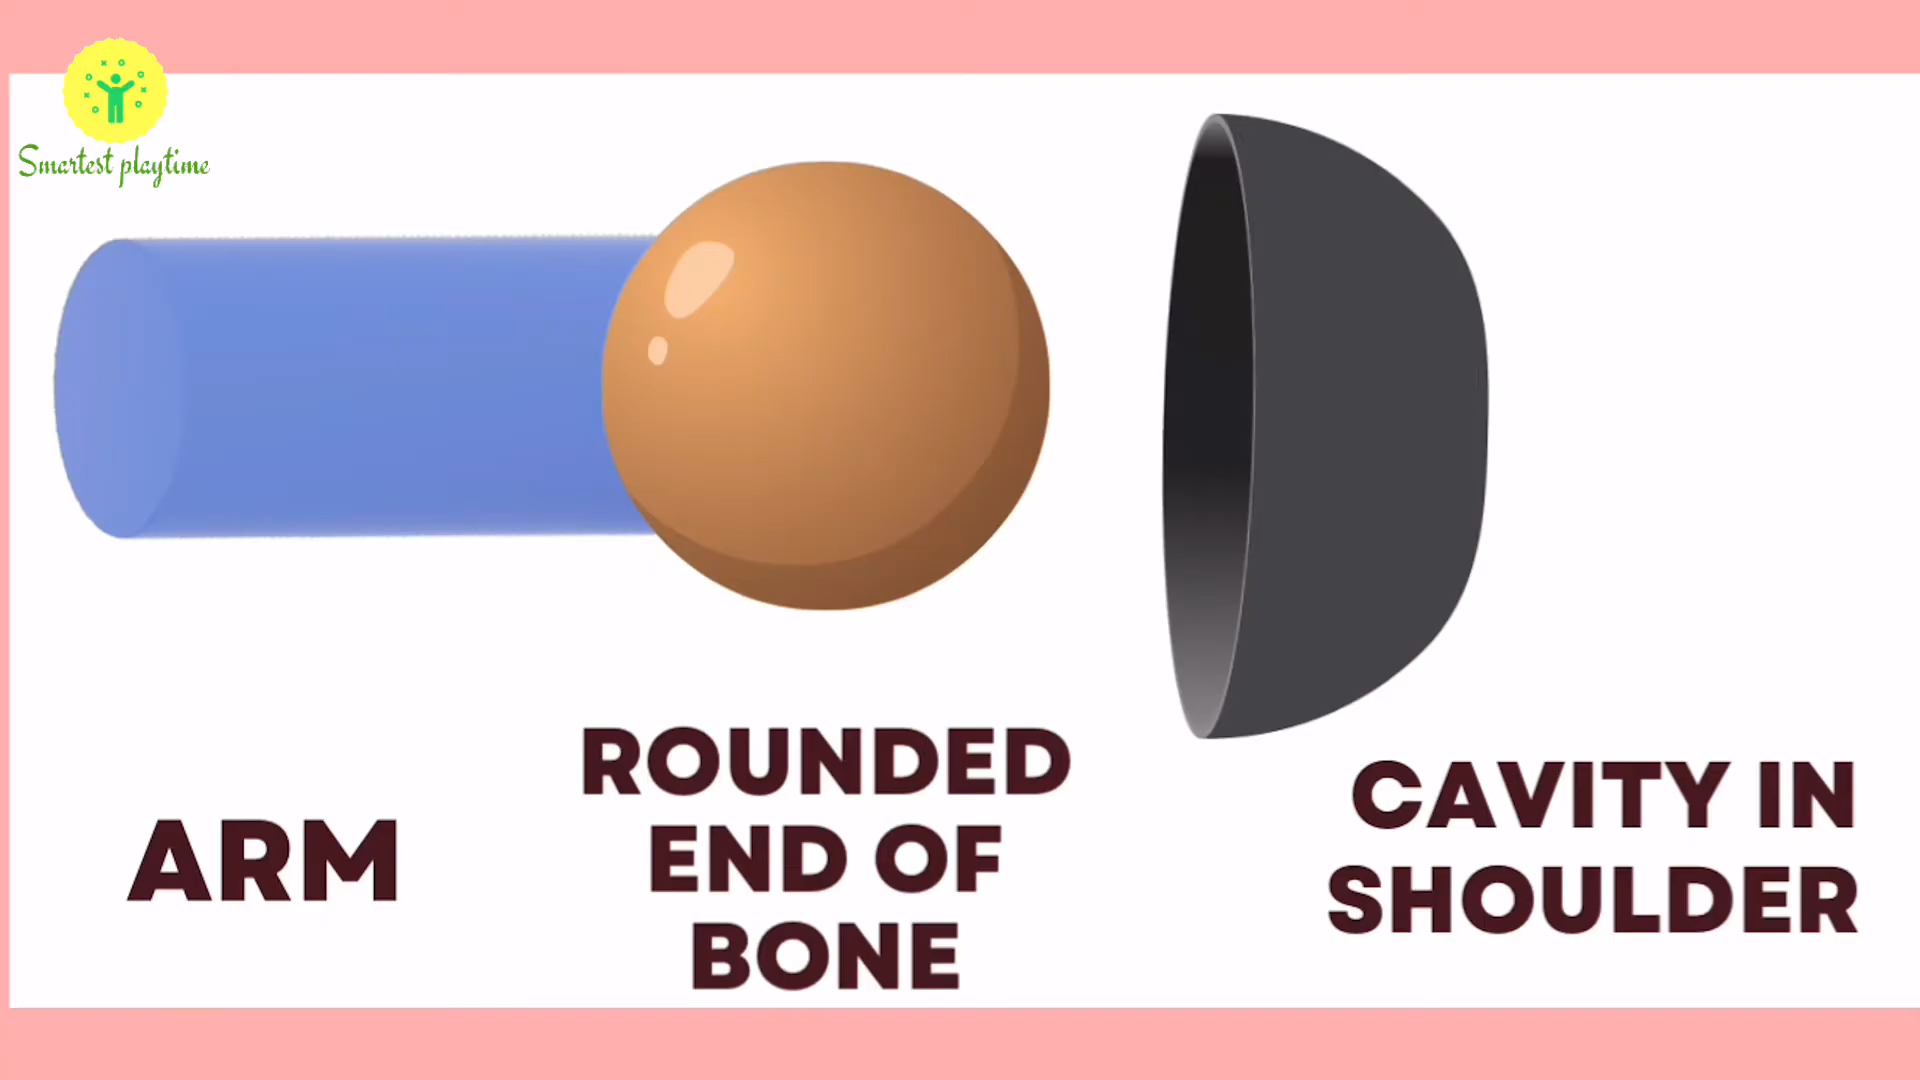 Smartest playtime
ARM
ROUNDED
END OF
BONE
CAVITY IN
SHOULDER